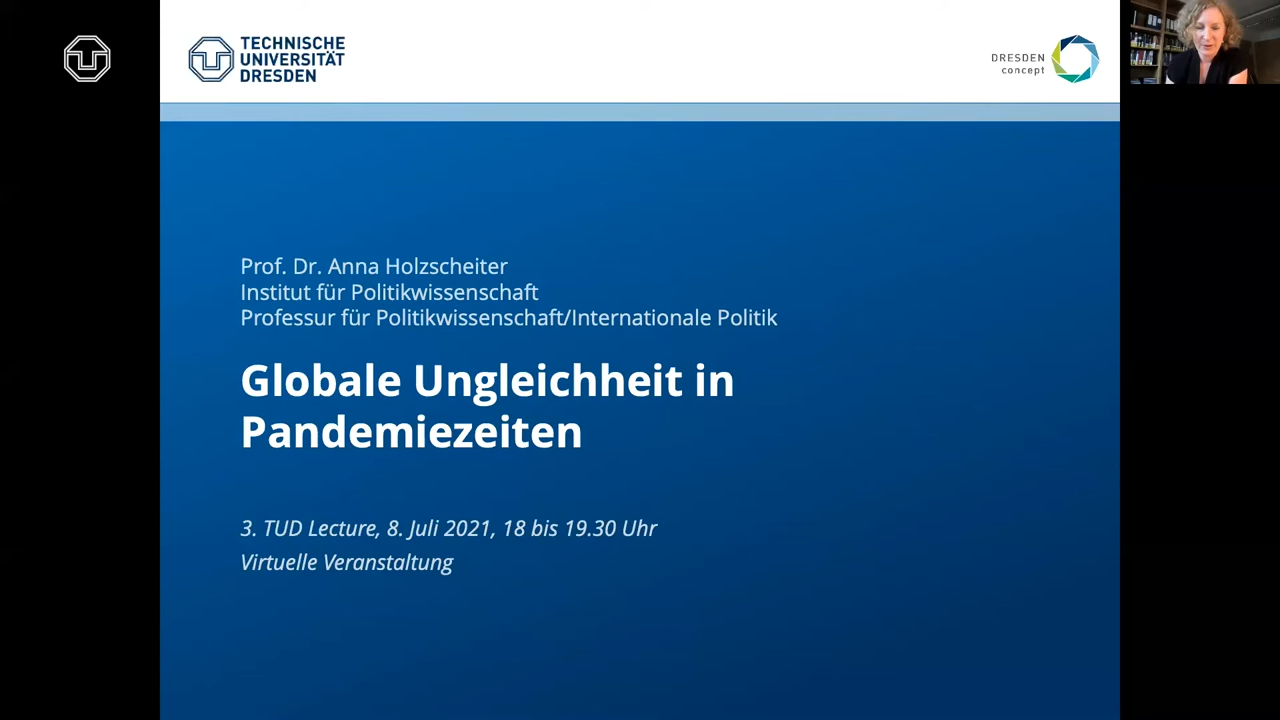 TECHNISCHE
UNIVERSITÄT
DRESDEN
DRESDEN
concept
Prof. Dr. Anna Holzscheiter
Institut für Politikwissenschaft
Professur für Politikwissenschaft/Internationale Politik
Globale Ungleichheit in
Pandemiezeiten
3. TUD Lecture, 8. Juli 2021, 18 bis 19.30 Uhr
Virtuelle Veranstaltung